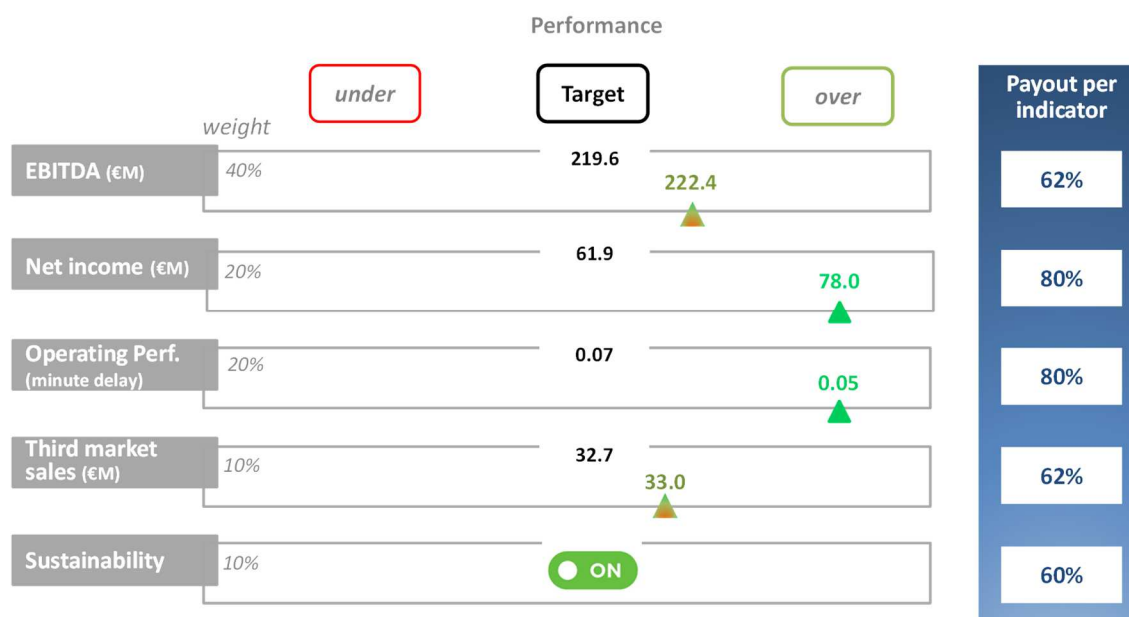 Performance
under
Target
over
Payout per
indicator
weight
EBITDA (€M)
40%
219.6
222.4
62%
Net income (€M)
20%
61.9
78.0
80%
Operating Perf.
(minute delay)
20%
0.07
0.05
80%
Third market
sales (€M)
10%
32.7
33.0
62%
Sustainability
10%
ON
60%